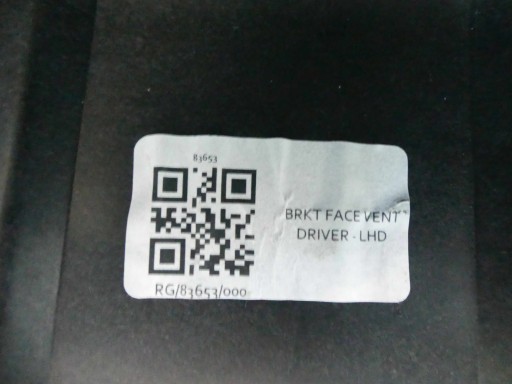 83653
BRKT FACE VENT
DRIVER - LHD
RG/83653/000